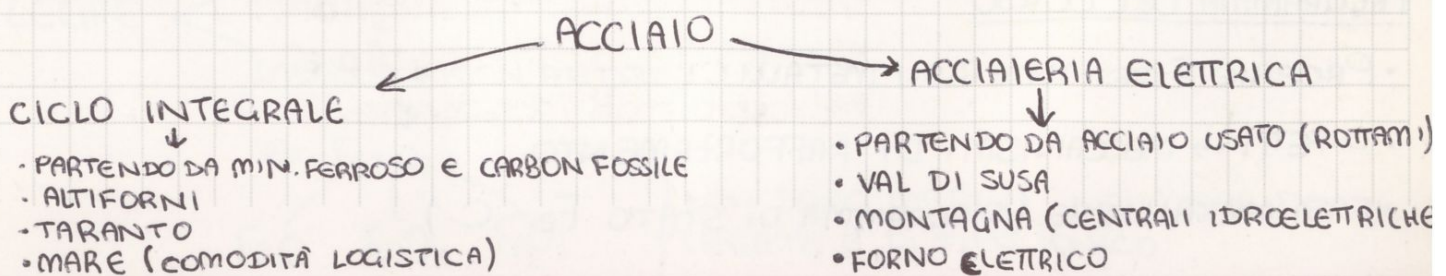 ACCIAIO
CICLO INTEGRALE
• PARTENDO DA MIN. FERROSO E CARBON FOSSILE
• ALTIFORNI
• TARANTO
• MARE (COMODITÀ LOGISTICA)
ACCIAIERIA ELETTRICA
• PARTENDO DA ACCIAIO USATO (ROTTAMI)
• VAL DI SUSA
• MONTAGNA (CENTRALI IDROELETTRICHE
• FORNO ELETTRICO